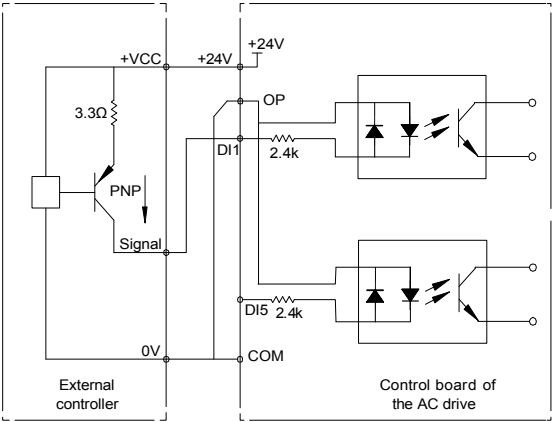 +24V
+VCC
+24V
OP
3.3Ω
DI1
2.4k
PNP
Signal
DI5
2.4k
0V
COM
External
controller
Control board of
the AC drive